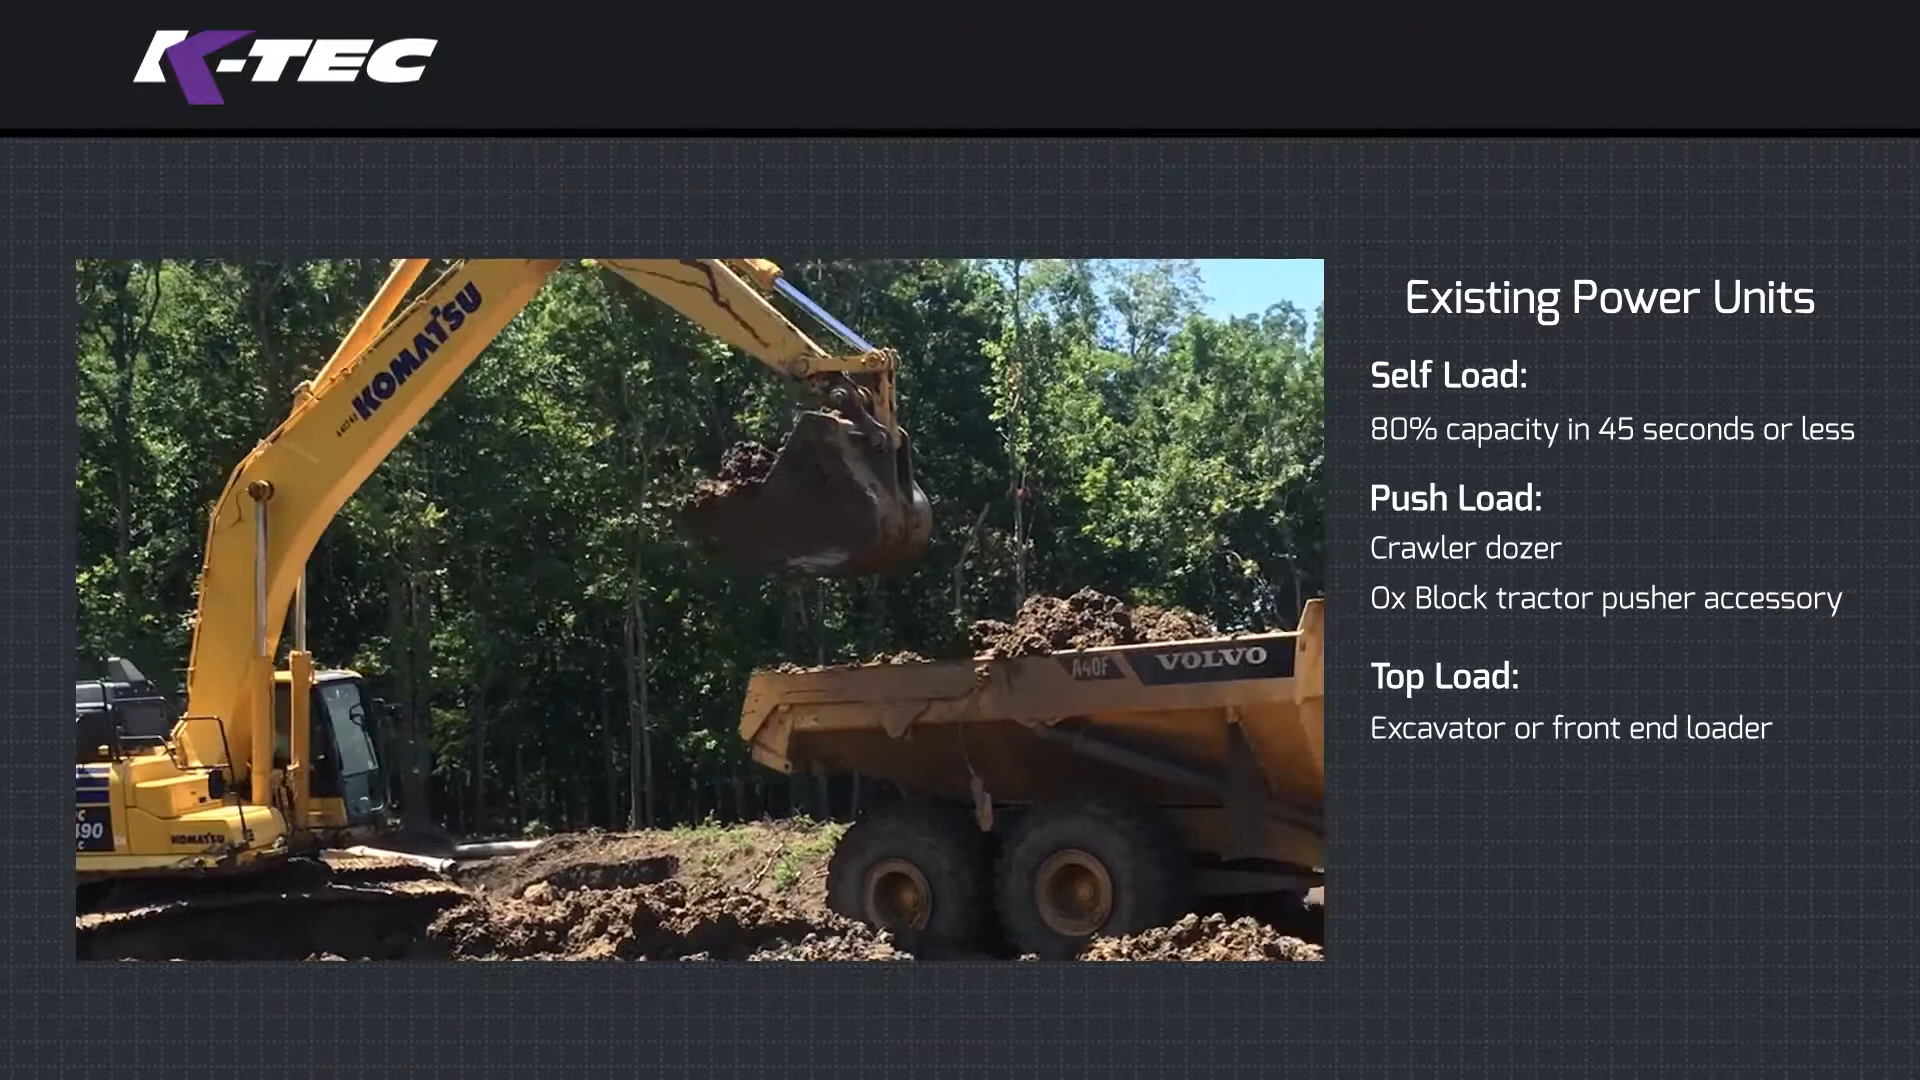 K-TEC
Existing Power Units
Self Load:
80% capacity in 45 seconds or less
Push Load:
Crawler dozer
Ox Block tractor pusher accessory
Top Load:
Excavator or front end loader
KOMATSU
A40F
VOLVO
490
KOMATSU